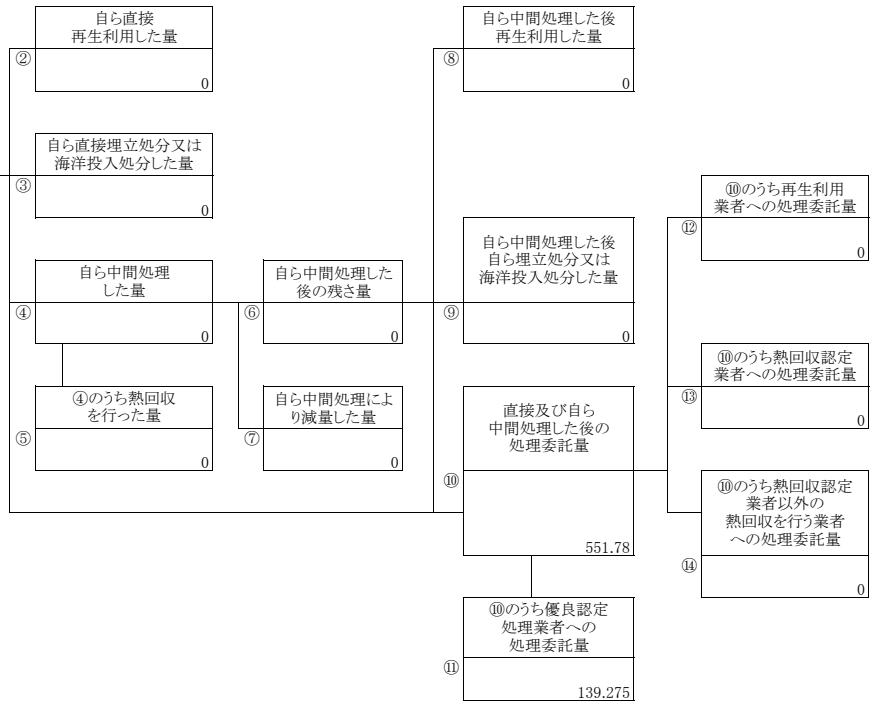 自ら直接
再生利用した量
②
0
自ら直接埋立処分又は
海洋投入処分した量
③
0
自ら中間処理
した量
④
0
④のうち熱回収
を行った量
⑤
0
自ら中間処理した
後の残さ量
⑥
0
自ら中間処理によ
り減量した量
⑦
0
自ら中間処理した後
再生利用した量
⑧
0
自ら中間処理した後
自ら埋立処分又は
海洋投入処分した量
⑨
0
直接及び自ら
中間処理した後の
処理委託量
⑩
551.78
⑩のうち優良認定
処理業者への
処理委託量
⑪
139.275
⑩のうち再生利用
業者への処理委託量
⑫
0
⑩のうち熱回収認定
業者への処理委託量
⑬
0
⑩のうち熱回収認定
業者以外の
熱回収を行う業者
への処理委託量
⑭
0